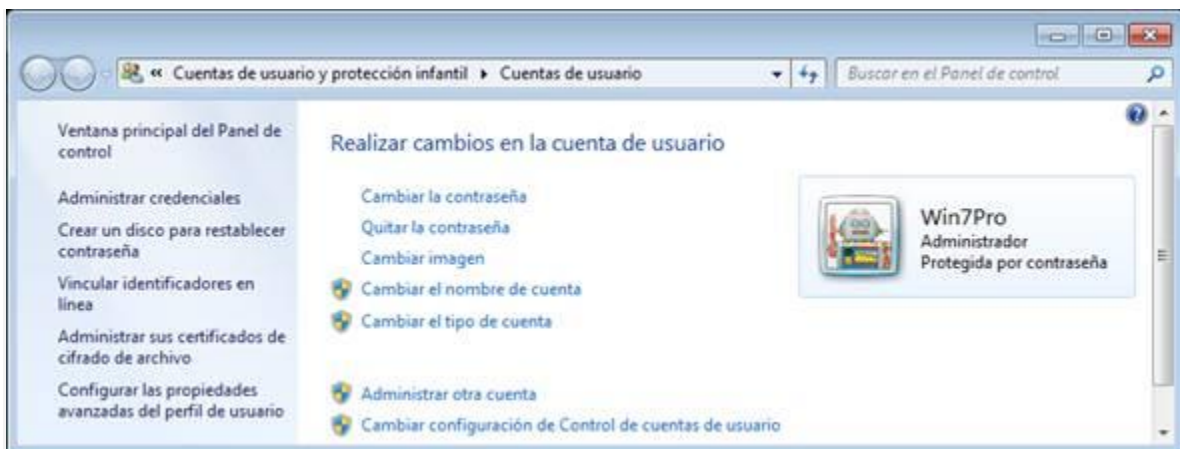 « Cuentas de usuario y protección infantil ▸ Cuentas de usuario
Buscar en el Panel de control
Ventana principal del Panel de
control
Administrar credenciales
Crear un disco para restablecer
contraseña
Vincular identificadores en
línea
Administrar sus certificados de
cifrado de archivo
Configurar las propiedades
avanzadas del perfil de usuario
Realizar cambios en la cuenta de usuario
Cambiar la contraseña
Quitar la contraseña
Cambiar imagen
Cambiar el nombre de cuenta
Cambiar el tipo de cuenta
Administrar otra cuenta
Cambiar configuración de Control de cuentas de usuario
Win7Pro
Administrador
Protegida por contraseña